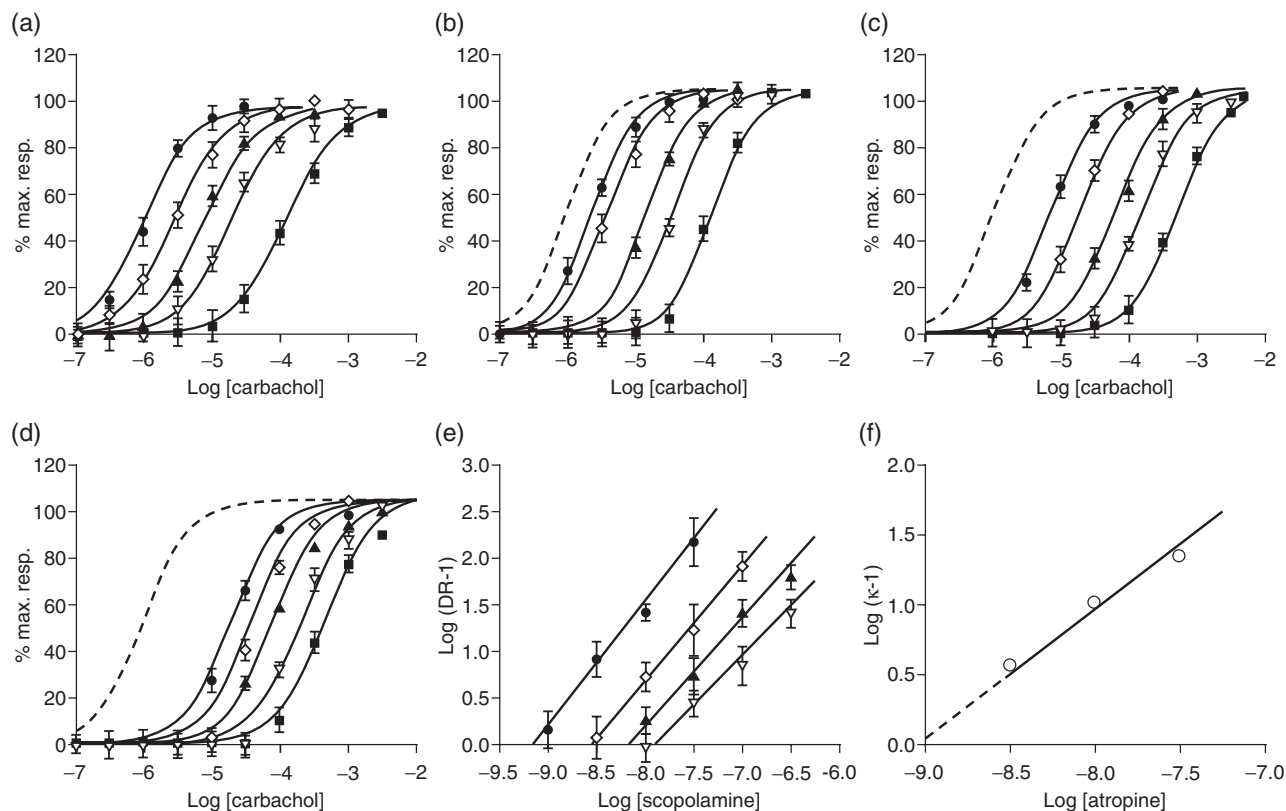 (a)
120
100
80
60
40
20
0
% max. resp.
–7 –6 –5 –4 –3 –2
Log [carbachol]
(b)
120
100
80
60
40
20
0
% max. resp.
–7 –6 –5 –4 –3 –2
Log [carbachol]
(c)
120
100
80
60
40
20
0
% max. resp.
–7 –6 –5 –4 –3 –2
Log [carbachol]
(d)
120
100
80
60
40
20
0
% max. resp.
–7 –6 –5 –4 –3 –2
Log [carbachol]
(e)
3.0
2.5
2.0
1.5
1.0
0.5
0.0
Log (DR-1)
–9.5 –9.0 –8.5 –8.0 –7.5 –7.0 –6.5 -6.0
Log [scopolamine]
(f)
2.0
1.5
1.0
0.5
0.0
Log (κ-1)
–9.0 –8.5 –8.0 –7.5 –7.0
Log [atropine]